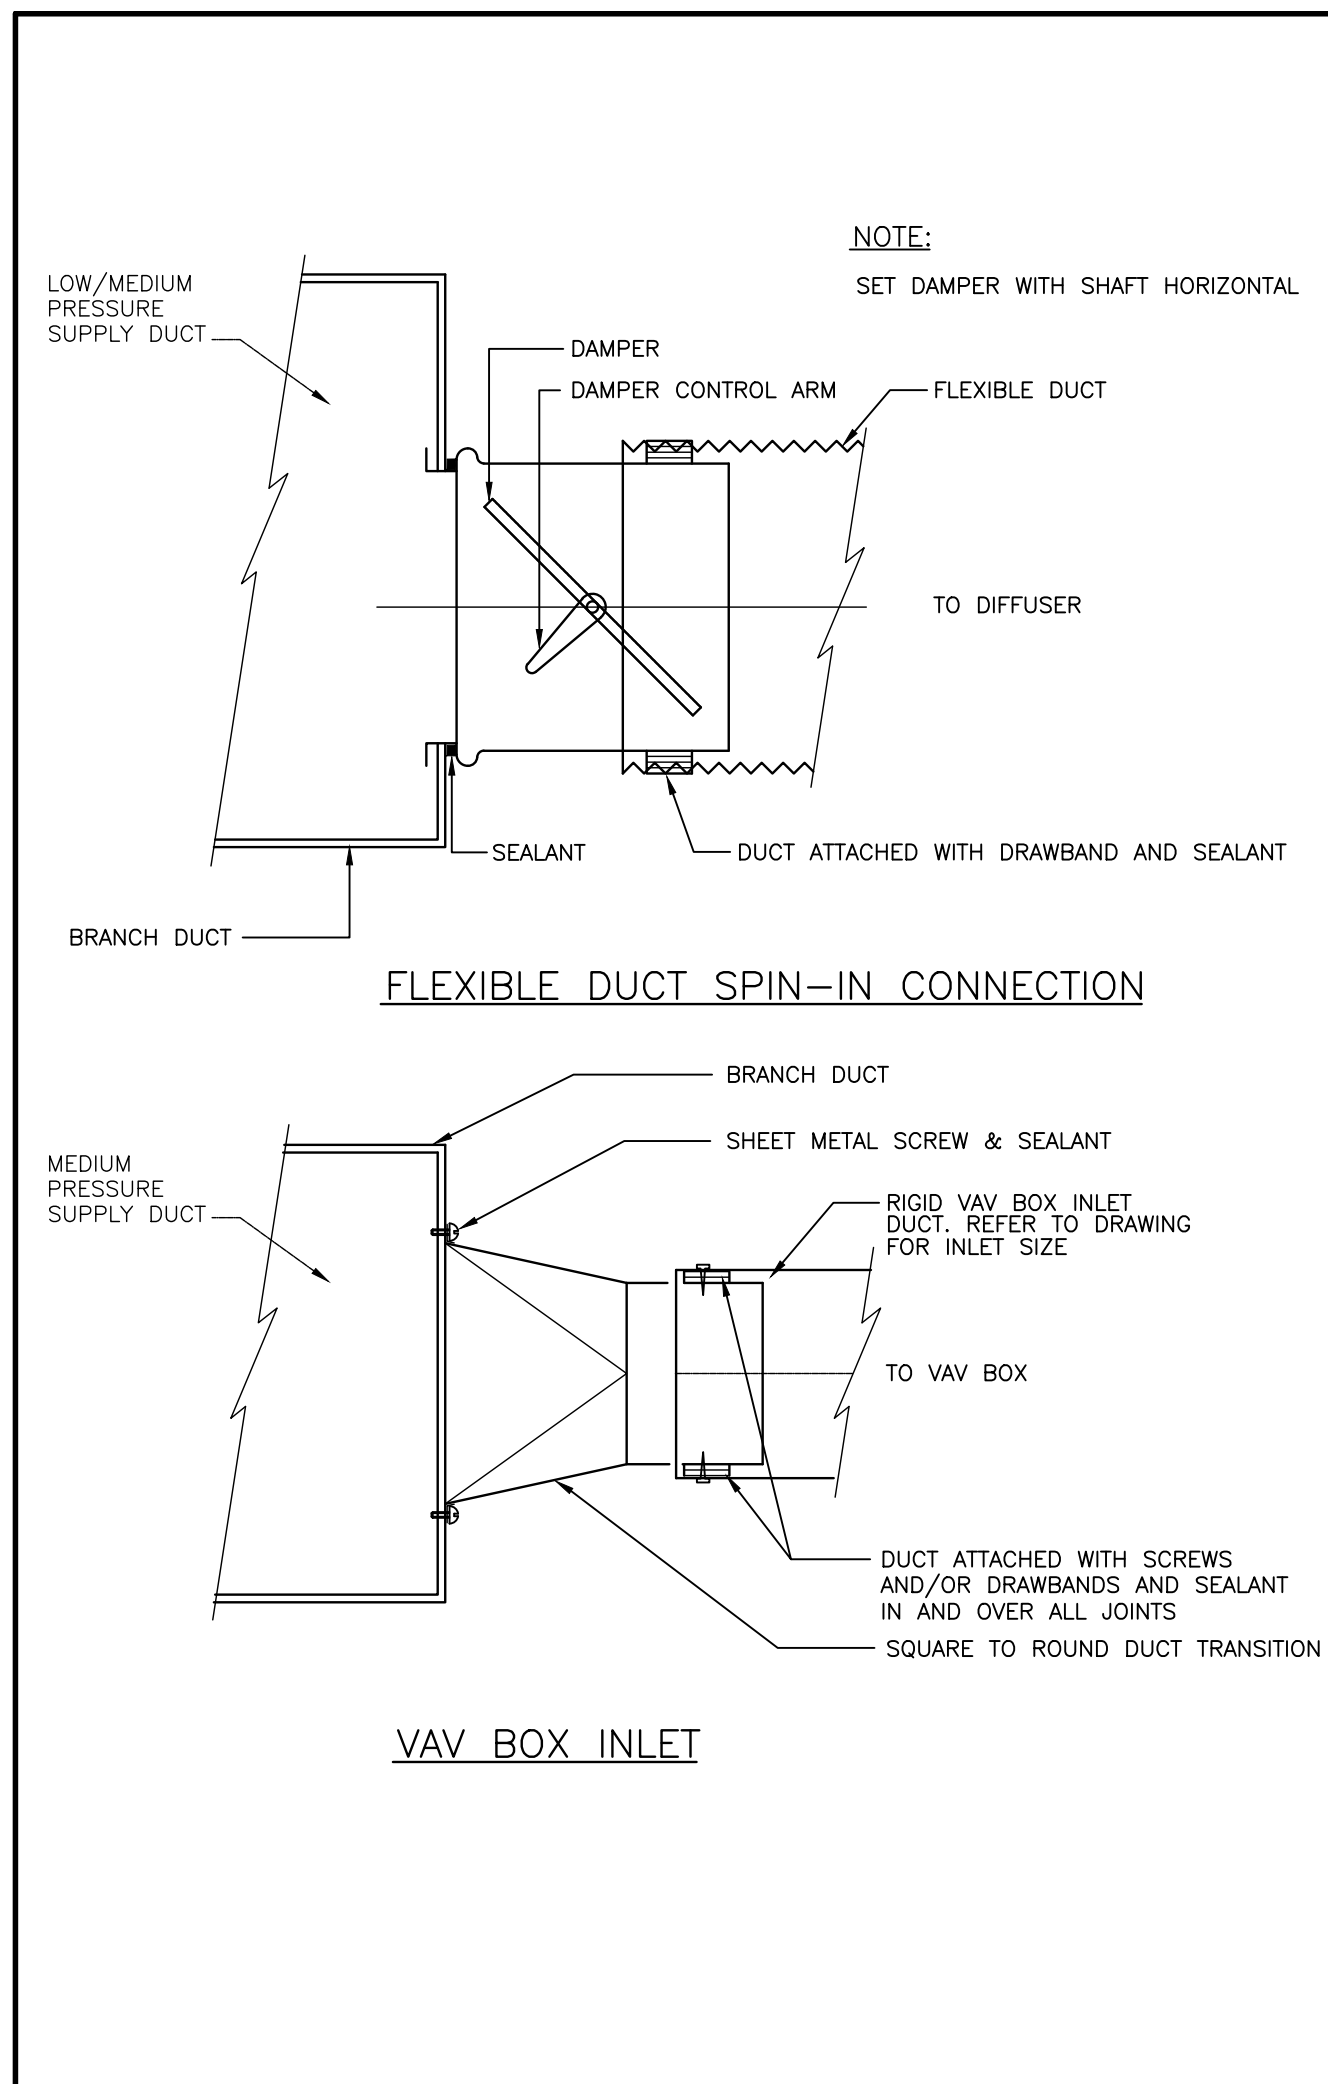 NOTE:
SET DAMPER WITH SHAFT HORIZONTAL
LOW/MEDIUM
PRESSURE
SUPPLY DUCT
DAMPER
DAMPER CONTROL ARM
FLEXIBLE DUCT
TO DIFFUSER
SEALANT
DUCT ATTACHED WITH DRAWBAND AND SEALANT
BRANCH DUCT
FLEXIBLE DUCT SPIN-IN CONNECTION
BRANCH DUCT
SHEET METAL SCREW & SEALANT
MEDIUM
PRESSURE
SUPPLY DUCT
RIGID VAV BOX INLET
DUCT. REFER TO DRAWING
FOR INLET SIZE
TO VAV BOX
DUCT ATTACHED WITH SCREWS
AND/OR DRAWBANDS AND SEALANT
IN AND OVER ALL JOINTS
SQUARE TO ROUND DUCT TRANSITION
VAV BOX INLET